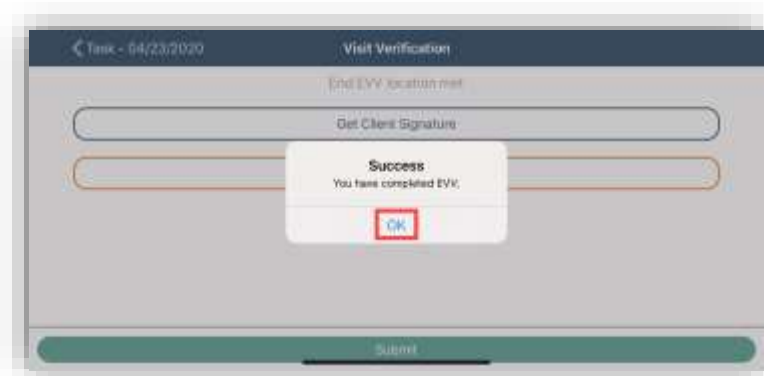 Task - 04/23/2020
Visit Verification
End EVV location met
Get Client Signature
Success
You have completed EVV.
OK
Submit